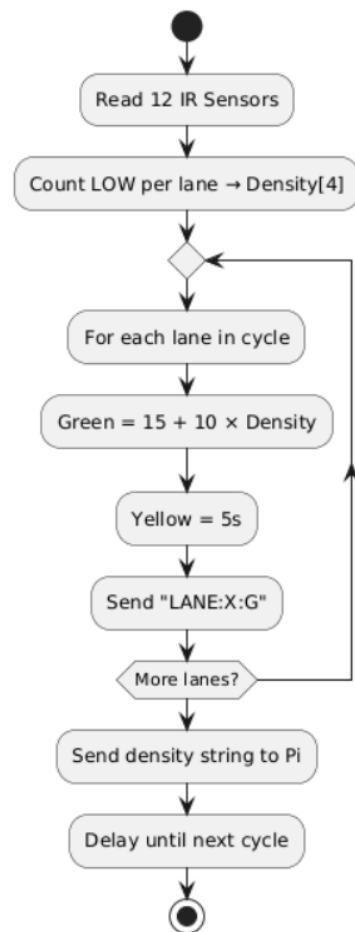 Read 12 IR Sensors
Count LOW per lane → Density[4]
For each lane in cycle
Green = 15 + 10 × Density
Yellow = 5s
Send "LANE:X:G"
More lanes?
Send density string to Pi
Delay until next cycle